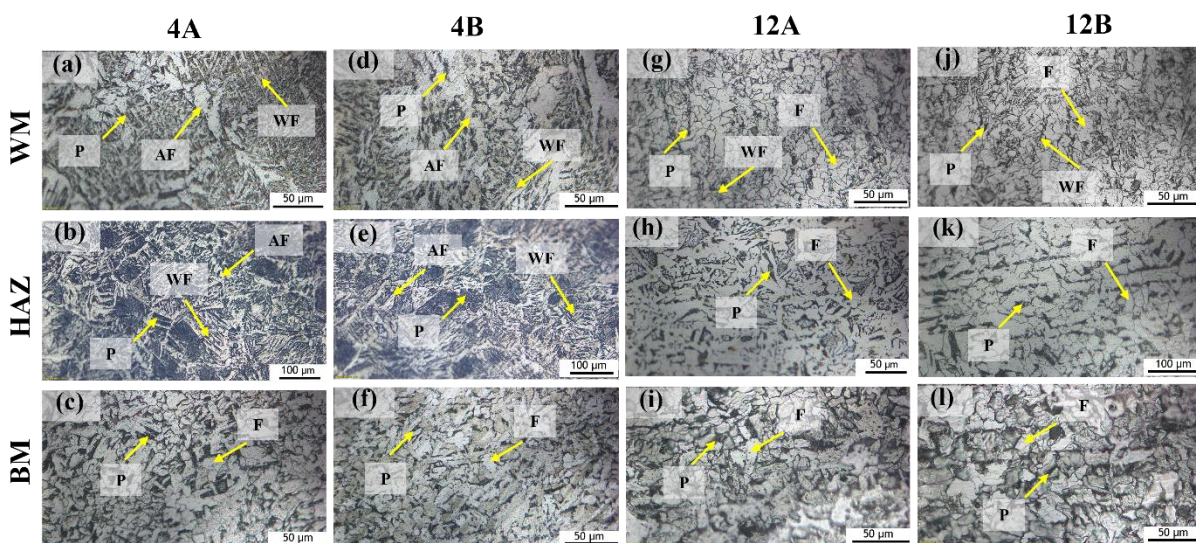 4A 4B 12A 12B
WM
(a) P AF WF 50 µm
(d) P AF WF 50 µm
(g) P WF F 50 µm
(j) F P WF 50 µm
HAZ
(b) AF WF P 100 µm
(e) AF WF P 100 µm
(h) F P 50 µm
(k) F P 100 µm
BM
(c) F P 50 µm
(f) F P 50 µm
(i) F P 50 µm
(l) F P 50 µm